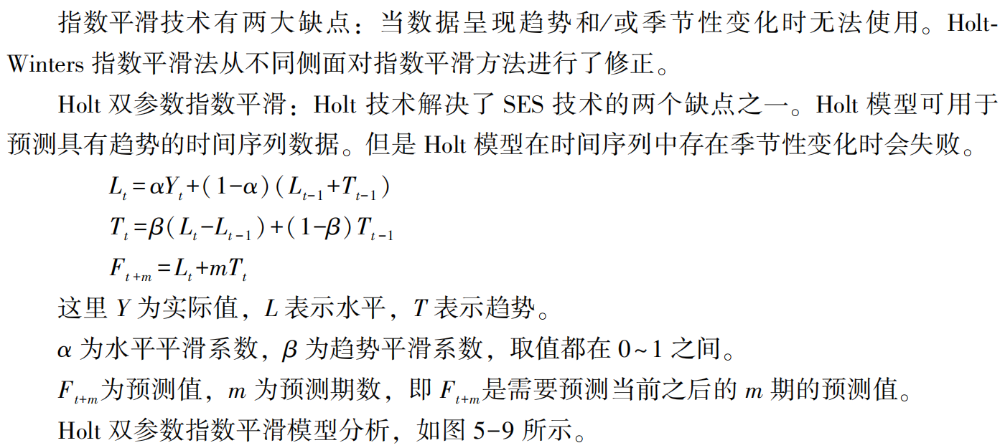 指数平滑技术有两大缺点：当数据呈现趋势和/或季节性变化时无法使用。Holt-
Winters 指数平滑法从不同侧面对指数平滑方法进行了修正。
Holt 双参数指数平滑：Holt 技术解决了 SES 技术的两个缺点之一。Holt 模型可用于
预测具有趋势的时间序列数据。但是 Holt 模型在时间序列中存在季节性变化时会失败。
L_t=αY_t+(1-α)(L_{t-1}+T_{t-1})
T_t=β(L_t-L_{t-1})+(1-β)T_{t-1}
F_{t+m}=L_t+mT_t
这里 Y 为实际值，L 表示水平，T 表示趋势。
α 为水平平滑系数，β 为趋势平滑系数，取值都在 0~1 之间。
F_{t+m}为预测值，m 为预测期数，即 F_{t+m}是需要预测当前之后的 m 期的预测值。
Holt 双参数指数平滑模型分析，如图 5-9 所示。